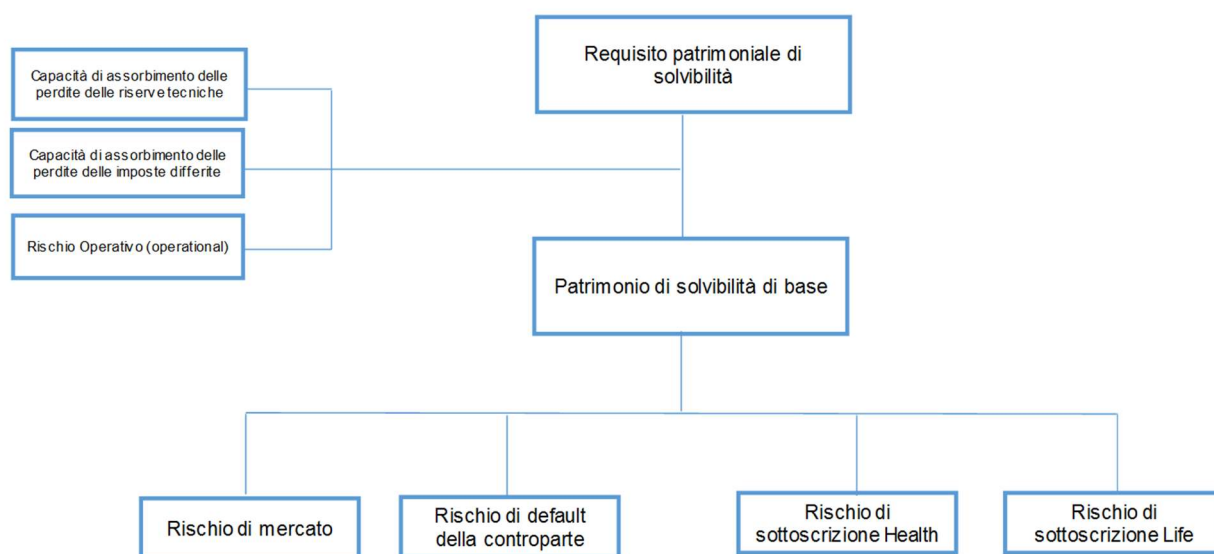 Requisito patrimoniale di
solvibilità
Capacità di assorbimento delle
perdite delle riserve tecniche
Capacità di assorbimento delle
perdite delle imposte differite
Rischio Operativo (operational)
Patrimonio di solvibilità di base
Rischio di mercato
Rischio di default
della controparte
Rischio di
sottoscrizione Health
Rischio di
sottoscrizione Life